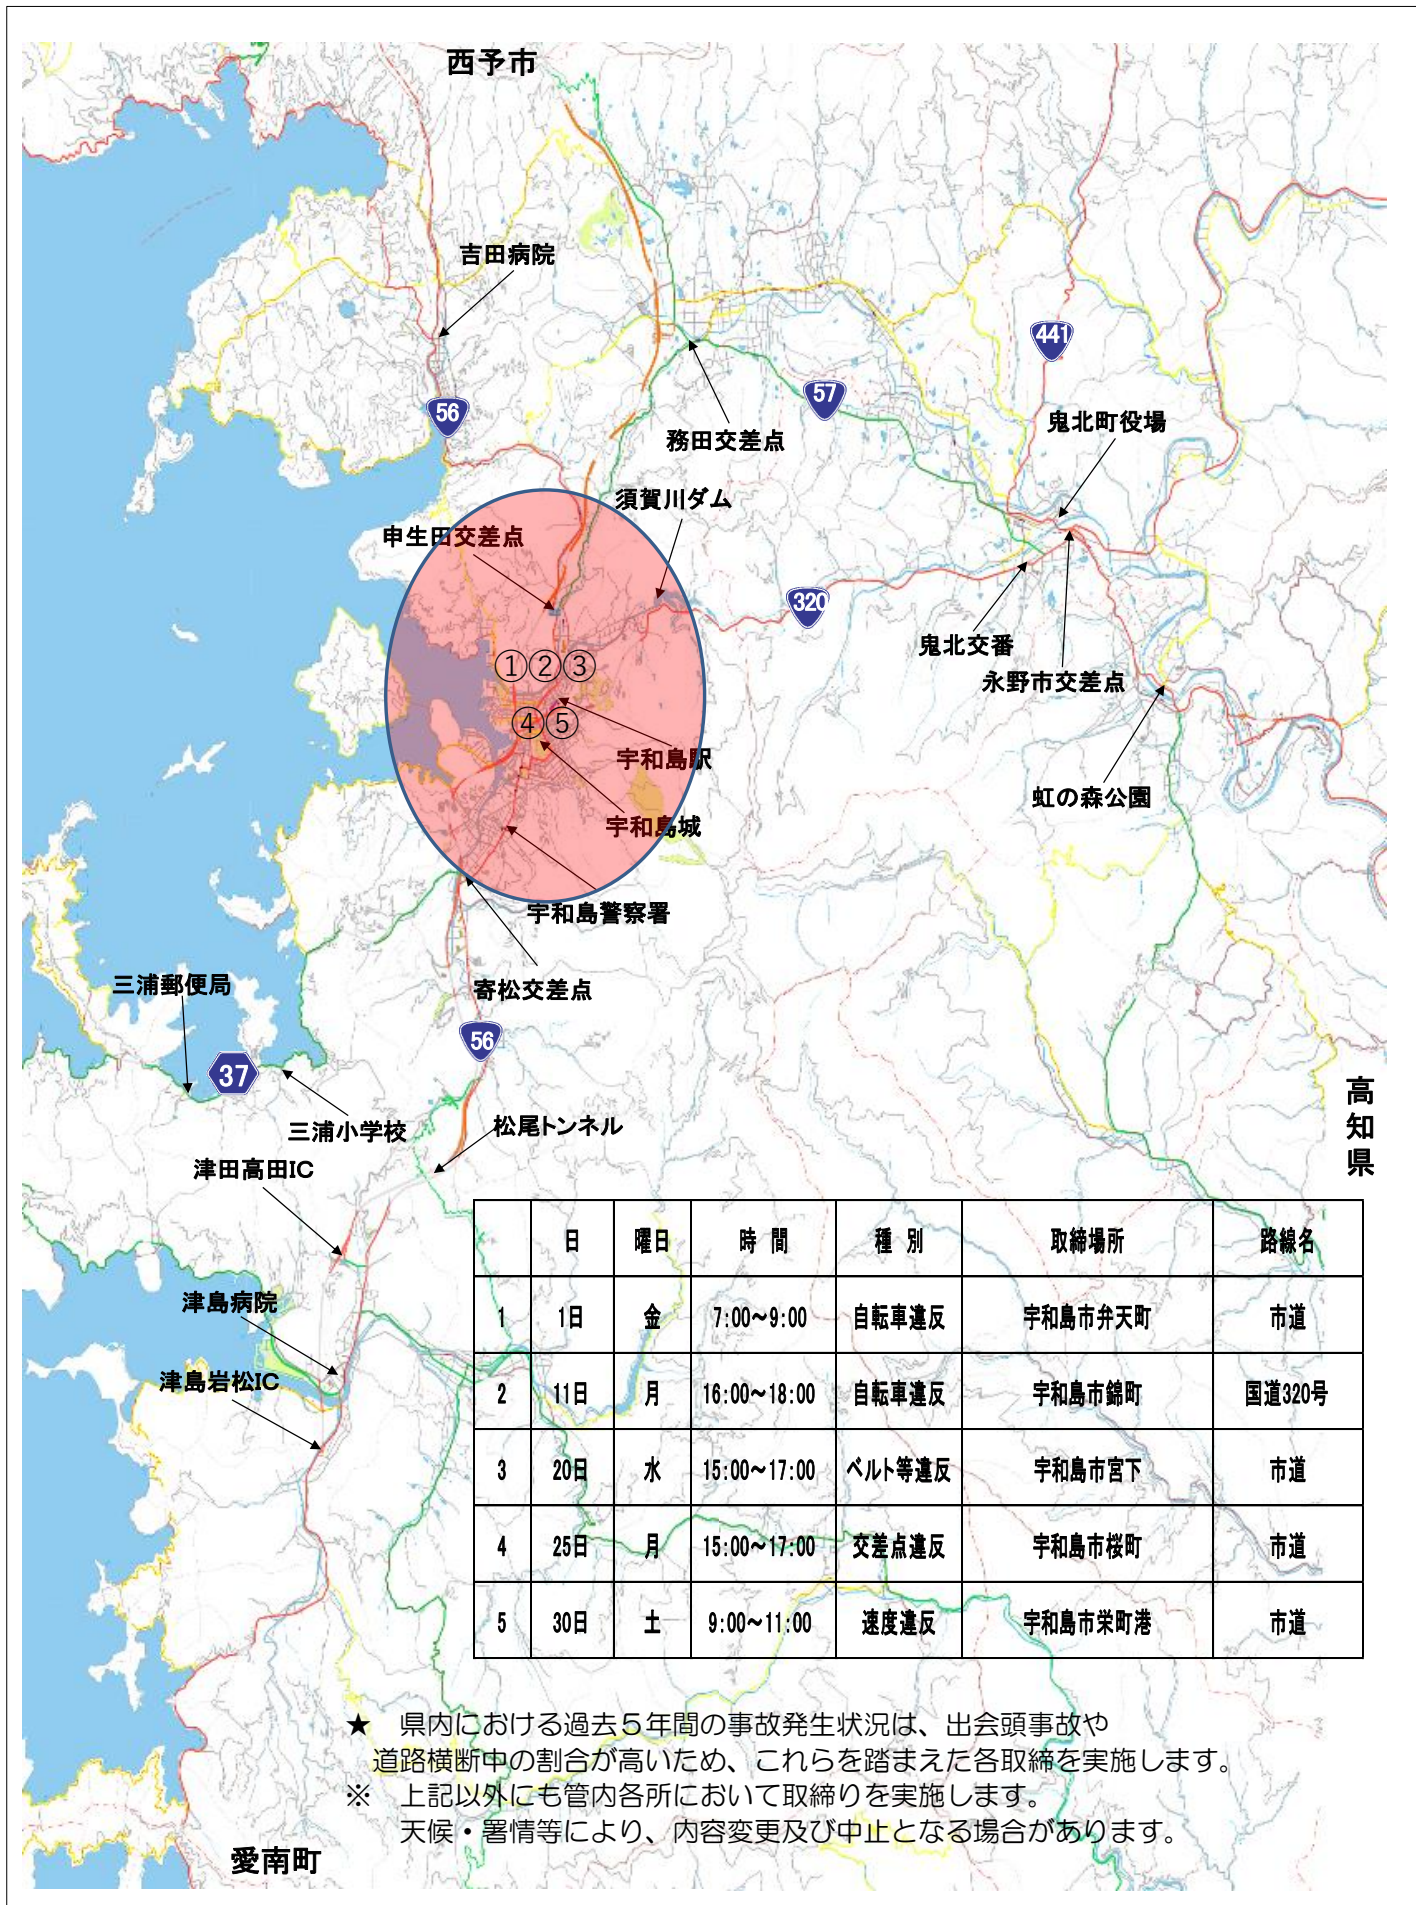 西予市
吉田病院
441
57
56
鬼北町役場
務田交差点
須賀川ダム
申生田交差点
320
鬼北交番
① ② ③
永野市交差点
④ ⑤
宇和島駅
虹の森公園
宇和島城
宇和島警察署
三浦郵便局
寄松交差点
56
37
高知県
三浦小学校
松尾トンネル
津田高田IC
津島病院
津島岩松IC
日 曜日 時 間 種 別 取締場所 路線名
1 1日 金 7:00～9:00 自転車違反 宇和島市弁天町 市道
2 11日 月 16:00～18:00 自転車違反 宇和島市錦町 国道320号
3 20日 水 15:00～17:00 ベルト等違反 宇和島市宮下 市道
4 25日 月 15:00～17:00 交差点違反 宇和島市桜町 市道
5 30日 土 9:00～11:00 速度違反 宇和島市栄町港 市道
★ 県内における過去５年間の事故発生状況は、出会頭事故や
道路横断中の割合が高いため、これらを踏まえた各取締を実施します。
※ 上記以外にも管内各所において取締りを実施します。
天候・署情等により、内容変更及び中止となる場合があります。
愛南町